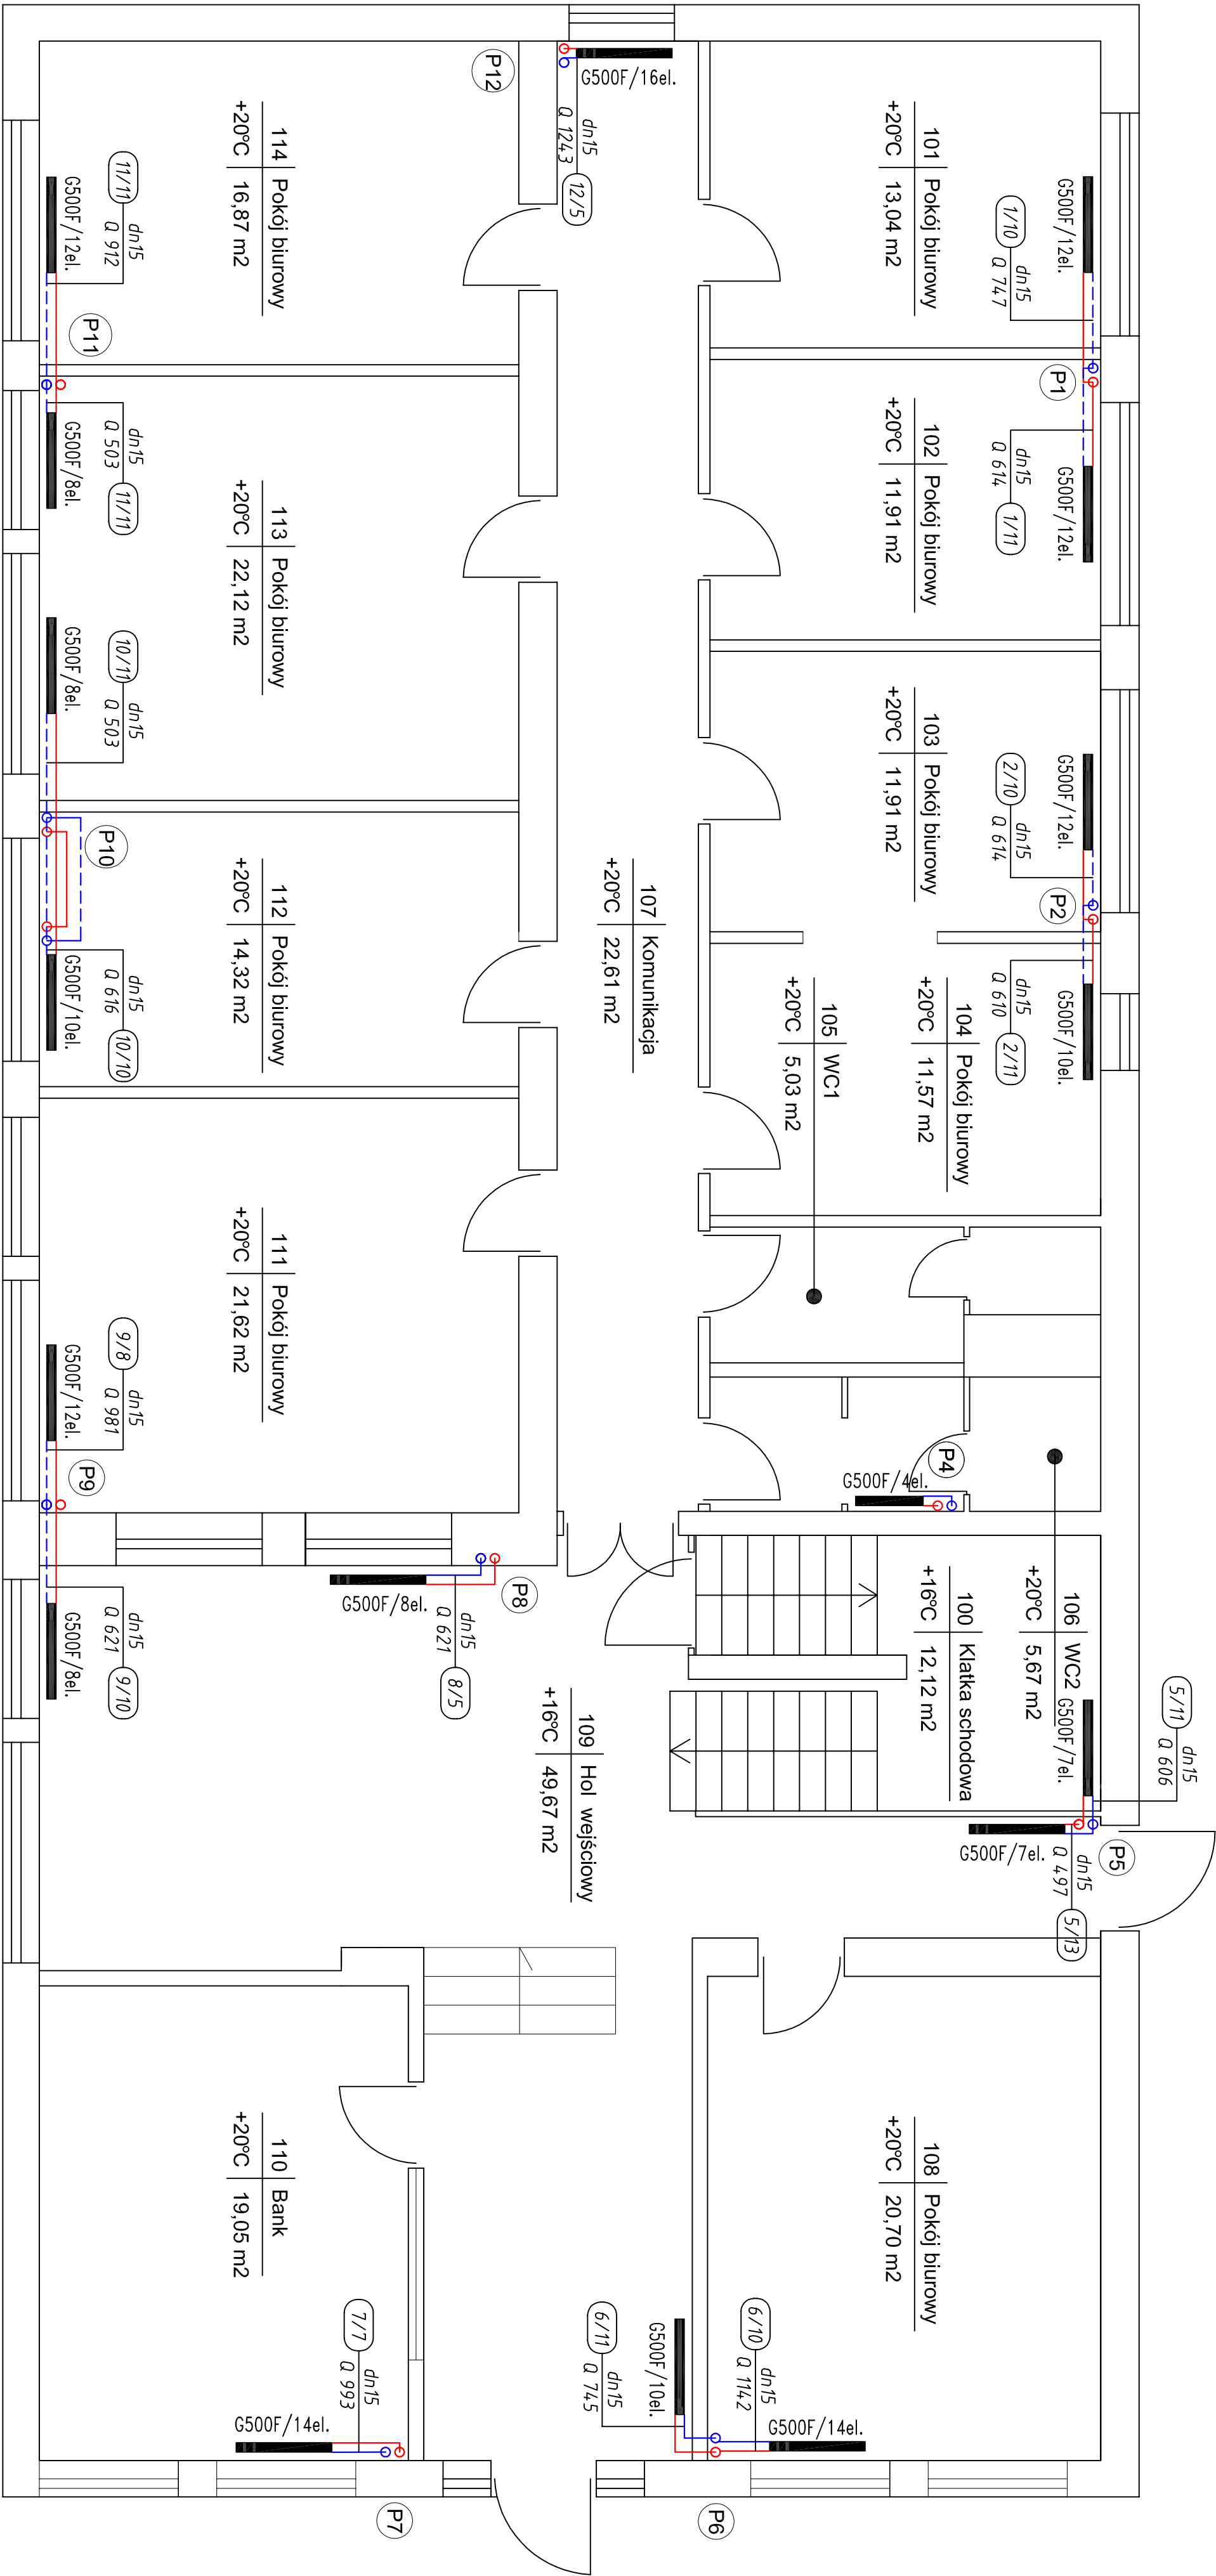 101 Pokój biurowy
+20°C 13,04 m2
G500F/12el.
1/10
dn15
Q 747
P1
102 Pokój biurowy
+20°C 11,91 m2
G500F/12el.
dn15
Q 614
1/11
103 Pokój biurowy
+20°C 11,91 m2
G500F/12el.
2/10
dn15
Q 614
P2
104 Pokój biurowy
+20°C 11,57 m2
G500F/10el.
dn15
Q 610
2/11
105 WC1
+20°C 5,03 m2
P4
G500F/4el.
106 WC2
+20°C 5,67 m2
100 Klatka schodowa
+16°C 12,12 m2
G500F/7el.
5/11
dn15
Q 606
P5
G500F/7el.
dn15
Q 497
5/13
108 Pokój biurowy
+20°C 20,70 m2
6/10
dn15
Q 1142
G500F/14el.
P6
G500F/10el.
6/11
dn15
Q 745
G500F/16el.
P12
dn15
Q 1243
12/5
107 Komunikacja
+20°C 22,61 m2
109 Hol wejściowy
+16°C 49,67 m2
P8
G500F/8el.
dn15
Q 621
8/5
114 Pokój biurowy
+20°C 16,87 m2
11/11
dn15
Q 912
G500F/12el.
P11
113 Pokój biurowy
+20°C 22,12 m2
dn15
Q 503
11/11
G500F/8el.
10/11
dn15
Q 503
G500F/8el.
P10
112 Pokój biurowy
+20°C 14,32 m2
dn15
Q 616
10/10
G500F/10el.
111 Pokój biurowy
+20°C 21,62 m2
9/8
dn15
Q 981
G500F/12el.
P9
dn15
Q 621
9/10
G500F/8el.
110 Bank
+20°C 19,05 m2
7/7
dn15
Q 993
G500F/14el.
P7